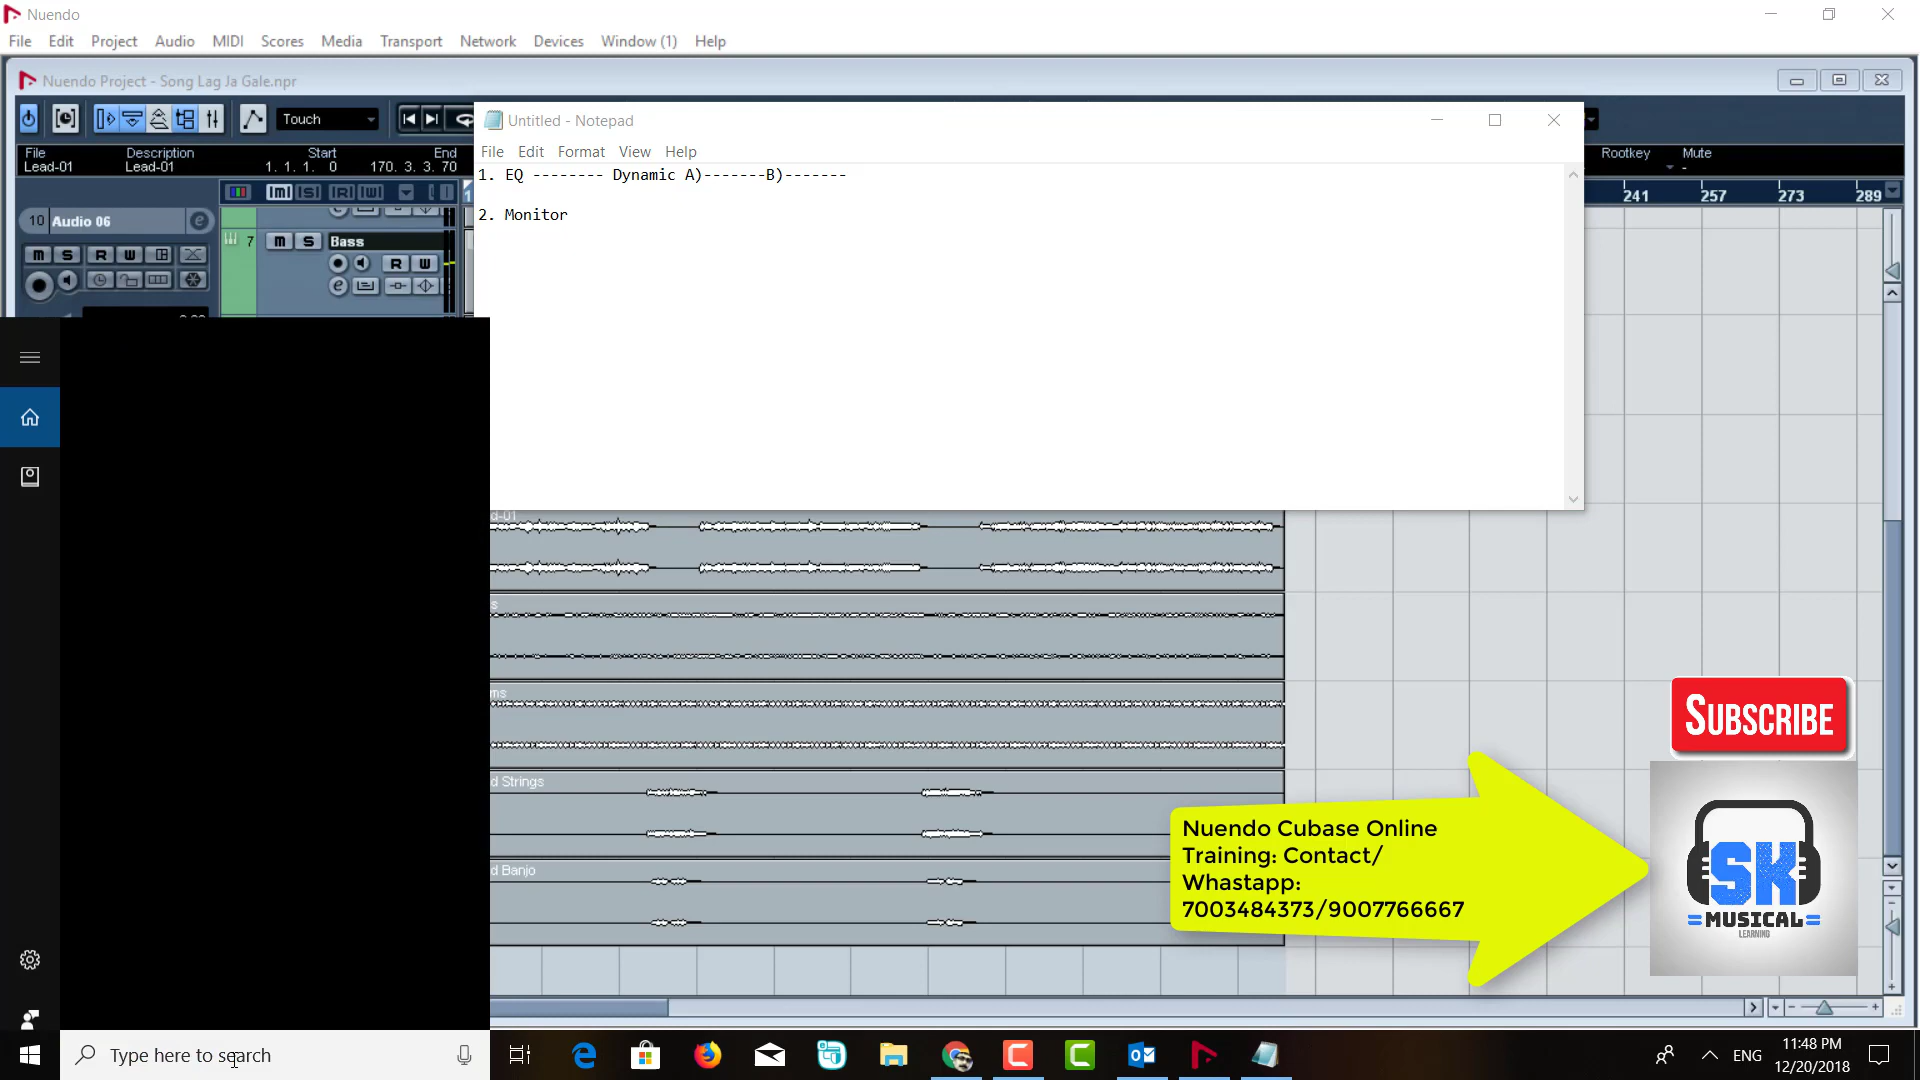 Nuendo
File Edit Project Audio MIDI Scores Media Transport Network Devices Window (1) Help
Nuendo Project - Song Lag Ja Gale.npr
Touch
File Description Start End
Lead-01 Lead-01 1. 1. 1. 0 170. 3. 3. 70
Rootkey Mute
-
241 257 273 289
10 Audio 06
M S R W
7 M S Bass
R W
Untitled - Notepad
File Edit Format View Help
1. EQ -------- Dynamic A)-------B)-------
2. Monitor
d-01
s
ms
d Strings
d Banjo
SUBSCRIBE
Nuendo Cubase Online
Training: Contact/
Whastapp:
7003484373/9007766667
SK
MUSICAL
LEARNING
Type here to search
ENG
11:48 PM
12/20/2018